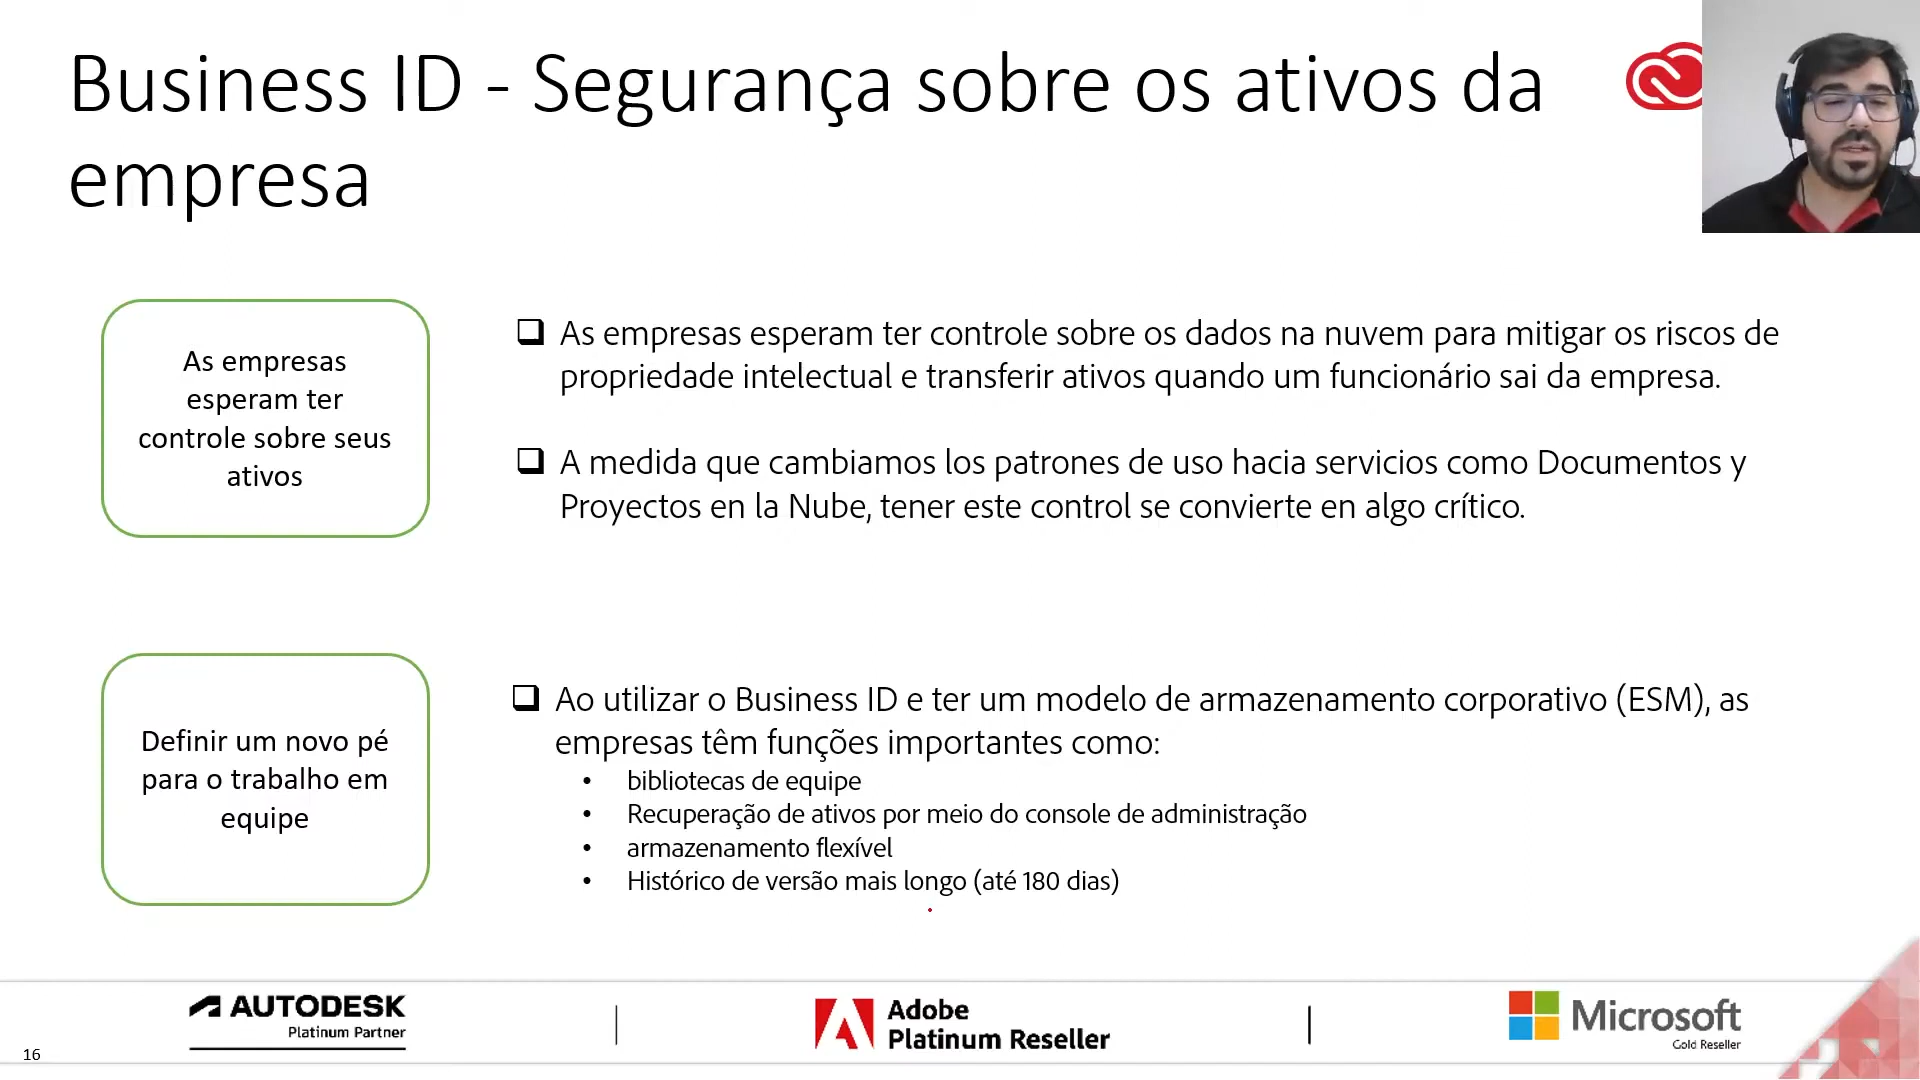 Business ID - Segurança sobre os ativos da
empresa
As empresas
esperam ter
controle sobre seus
ativos
❑ As empresas esperam ter controle sobre os dados na nuvem para mitigar os riscos de
propriedade intelectual e transferir ativos quando um funcionário sai da empresa.
❑ A medida que cambiamos los patrones de uso hacia servicios como Documentos y
Proyectos en la Nube, tener este control se convierte en algo crítico.
Definir um novo pé
para o trabalho em
equipe
❑ Ao utilizar o Business ID e ter um modelo de armazenamento corporativo (ESM), as
empresas têm funções importantes como:
• bibliotecas de equipe
• Recuperação de ativos por meio do console de administração
• armazenamento flexível
• Histórico de versão mais longo (até 180 dias)
AUTODESK
Platinum Partner
Adobe
Platinum Reseller
Microsoft
Gold Reseller
16